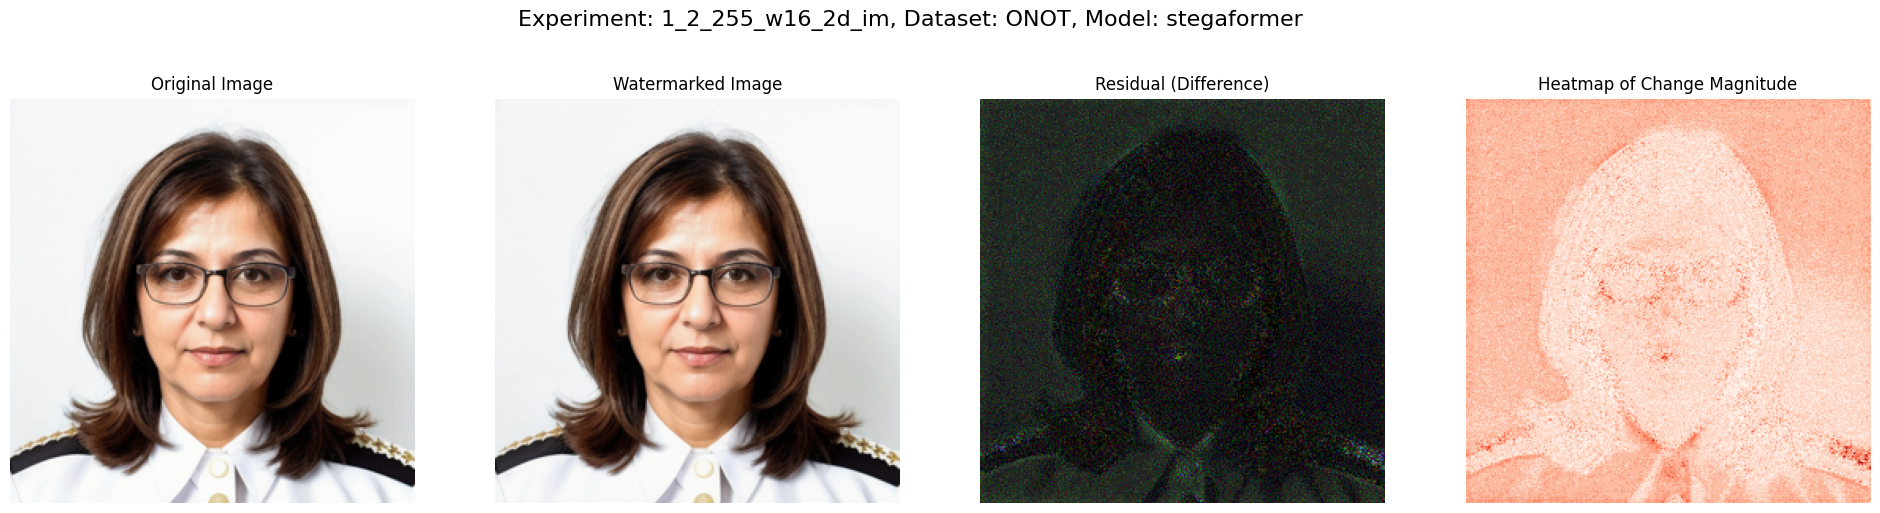 Experiment: 1_2_255_w16_2d_im, Dataset: ONOT, Model: stegaformer
Original Image
Watermarked Image
Residual (Difference)
Heatmap of Change Magnitude